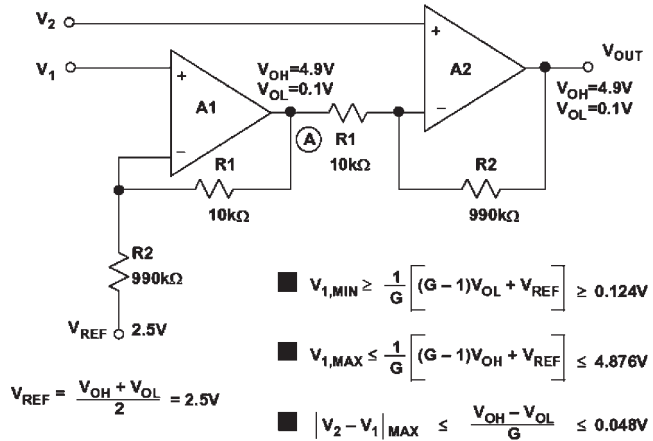 V2
V1
A1
A2
+
−
+
−
VOH=4.9V
VOL=0.1V
A
R1
10kΩ
VOUT
VOH=4.9V
VOL=0.1V
R1
10kΩ
R2
990kΩ
R2
990kΩ
VREF 2.5V
VREF = (VOH + VOL)/2 = 2.5V
■ V1,MIN ≥ 1/G [(G – 1)VOL + VREF] ≥ 0.124V
■ V1,MAX ≤ 1/G [(G – 1)VOH + VREF] ≤ 4.876V
■ |V2 – V1|MAX ≤ (VOH – VOL)/G ≤ 0.048V